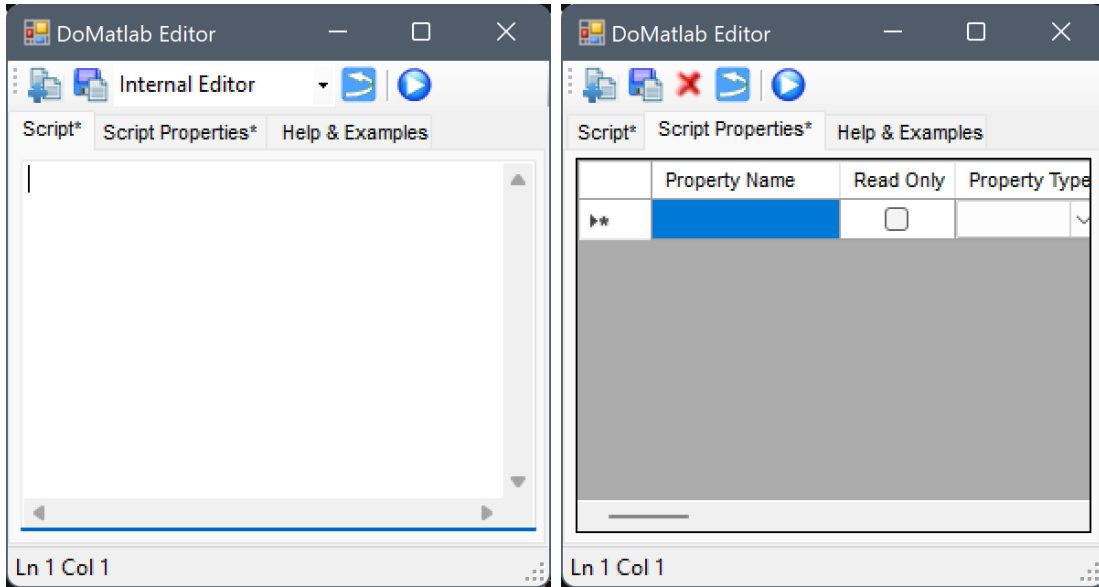 DoMatlab Editor
Internal Editor
Script* Script Properties* Help & Examples
Ln 1 Col 1
DoMatlab Editor
Script* Script Properties* Help & Examples
Property Name Read Only Property Type
Ln 1 Col 1